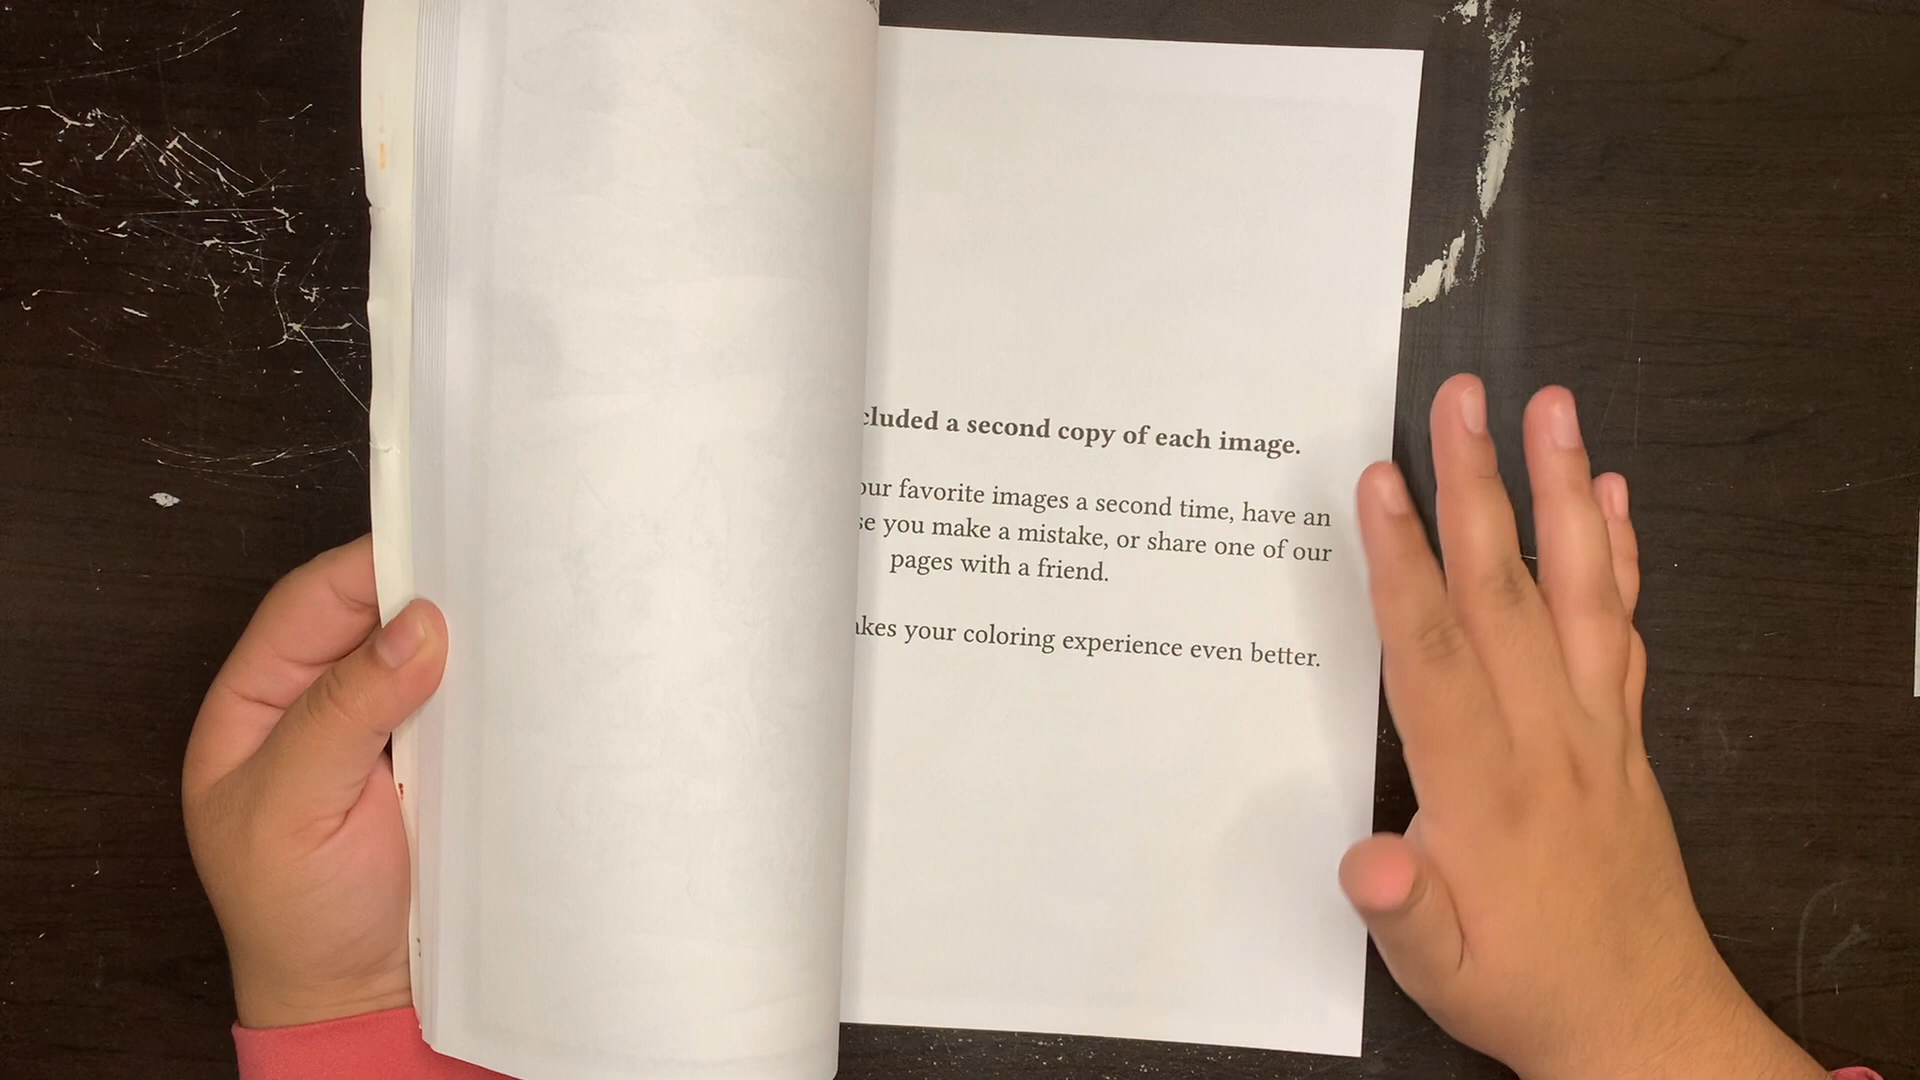 cluded a second copy of each image.
our favorite images a second time, have an
se you make a mistake, or share one of our
pages with a friend.
akes your coloring experience even better.